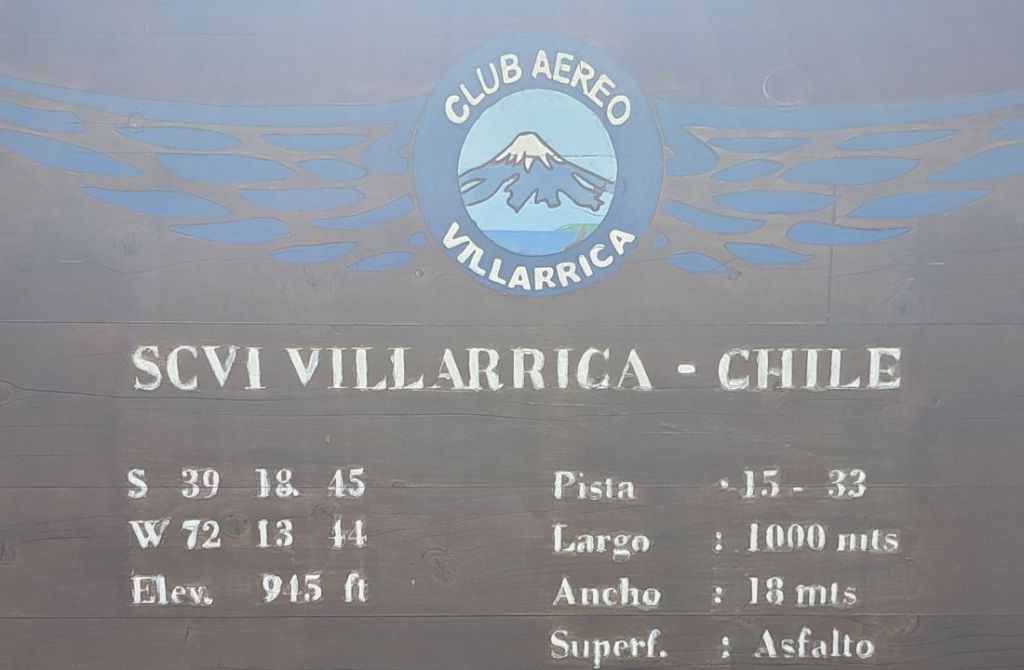 CLUB AEREO
VILLARRICA
SCVI VILLARRICA - CHILE
S 39 18. 45
W 72 13 44
Elev. 945 ft
Pista : 15 - 33
Largo : 1000 mts
Ancho : 18 mts
Superf. : Asfalto